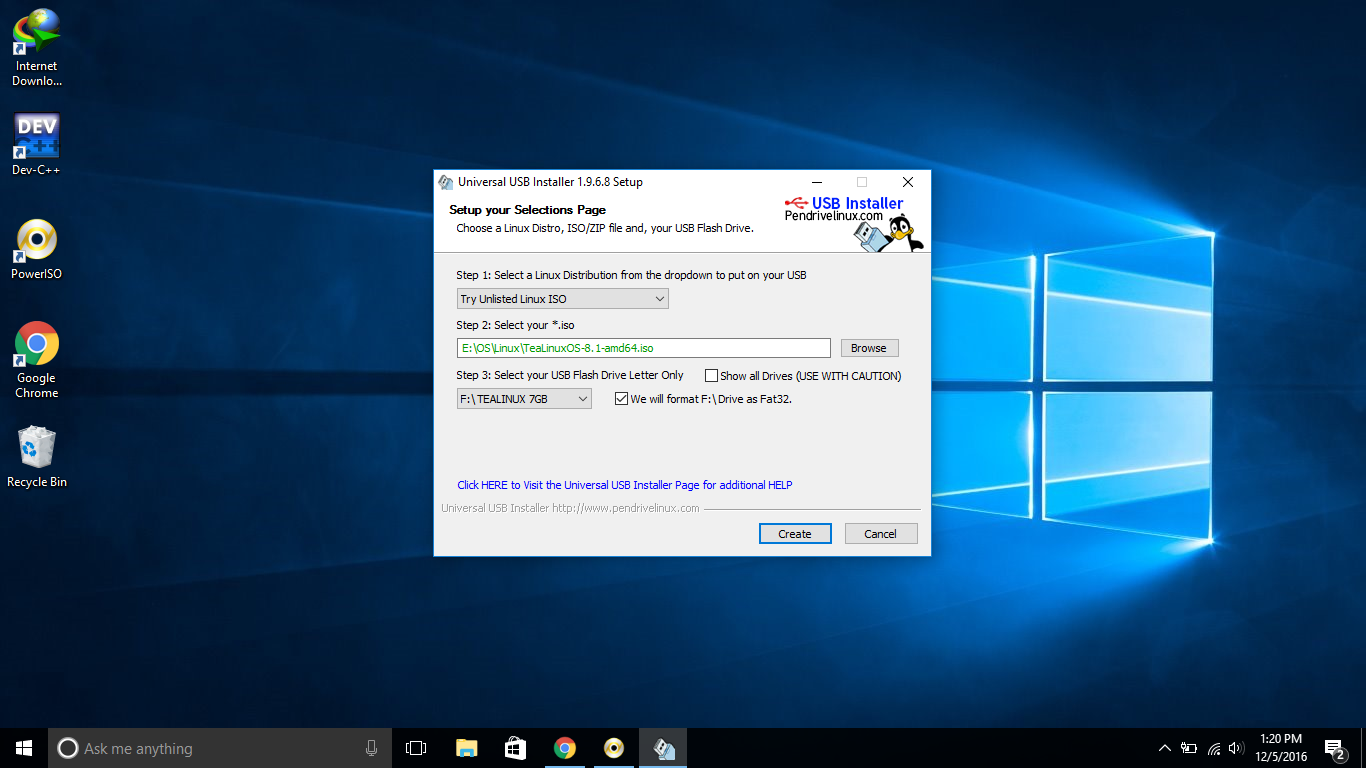 Internet
Downlo...
DEV
C++
Dev-C++
PowerISO
Google
Chrome
Recycle Bin
Universal USB Installer 1.9.6.8 Setup
Setup your Selections Page
Choose a Linux Distro, ISO/ZIP file and, your USB Flash Drive.
USB Installer
Pendrivelinux.com
Step 1: Select a Linux Distribution from the dropdown to put on your USB
Try Unlisted Linux ISO
Step 2: Select your *.iso
E:\OS\Linux\TeaLinuxOS-8.1-amd64.iso
Browse
Step 3: Select your USB Flash Drive Letter Only
Show all Drives (USE WITH CAUTION)
F:\ TEALINUX 7GB
We will format F:\ Drive as Fat32.
Click HERE to Visit the Universal USB Installer Page for additional HELP
Universal USB Installer http://www.pendrivelinux.com
Create
Cancel
Ask me anything
1:20 PM
12/5/2016
2